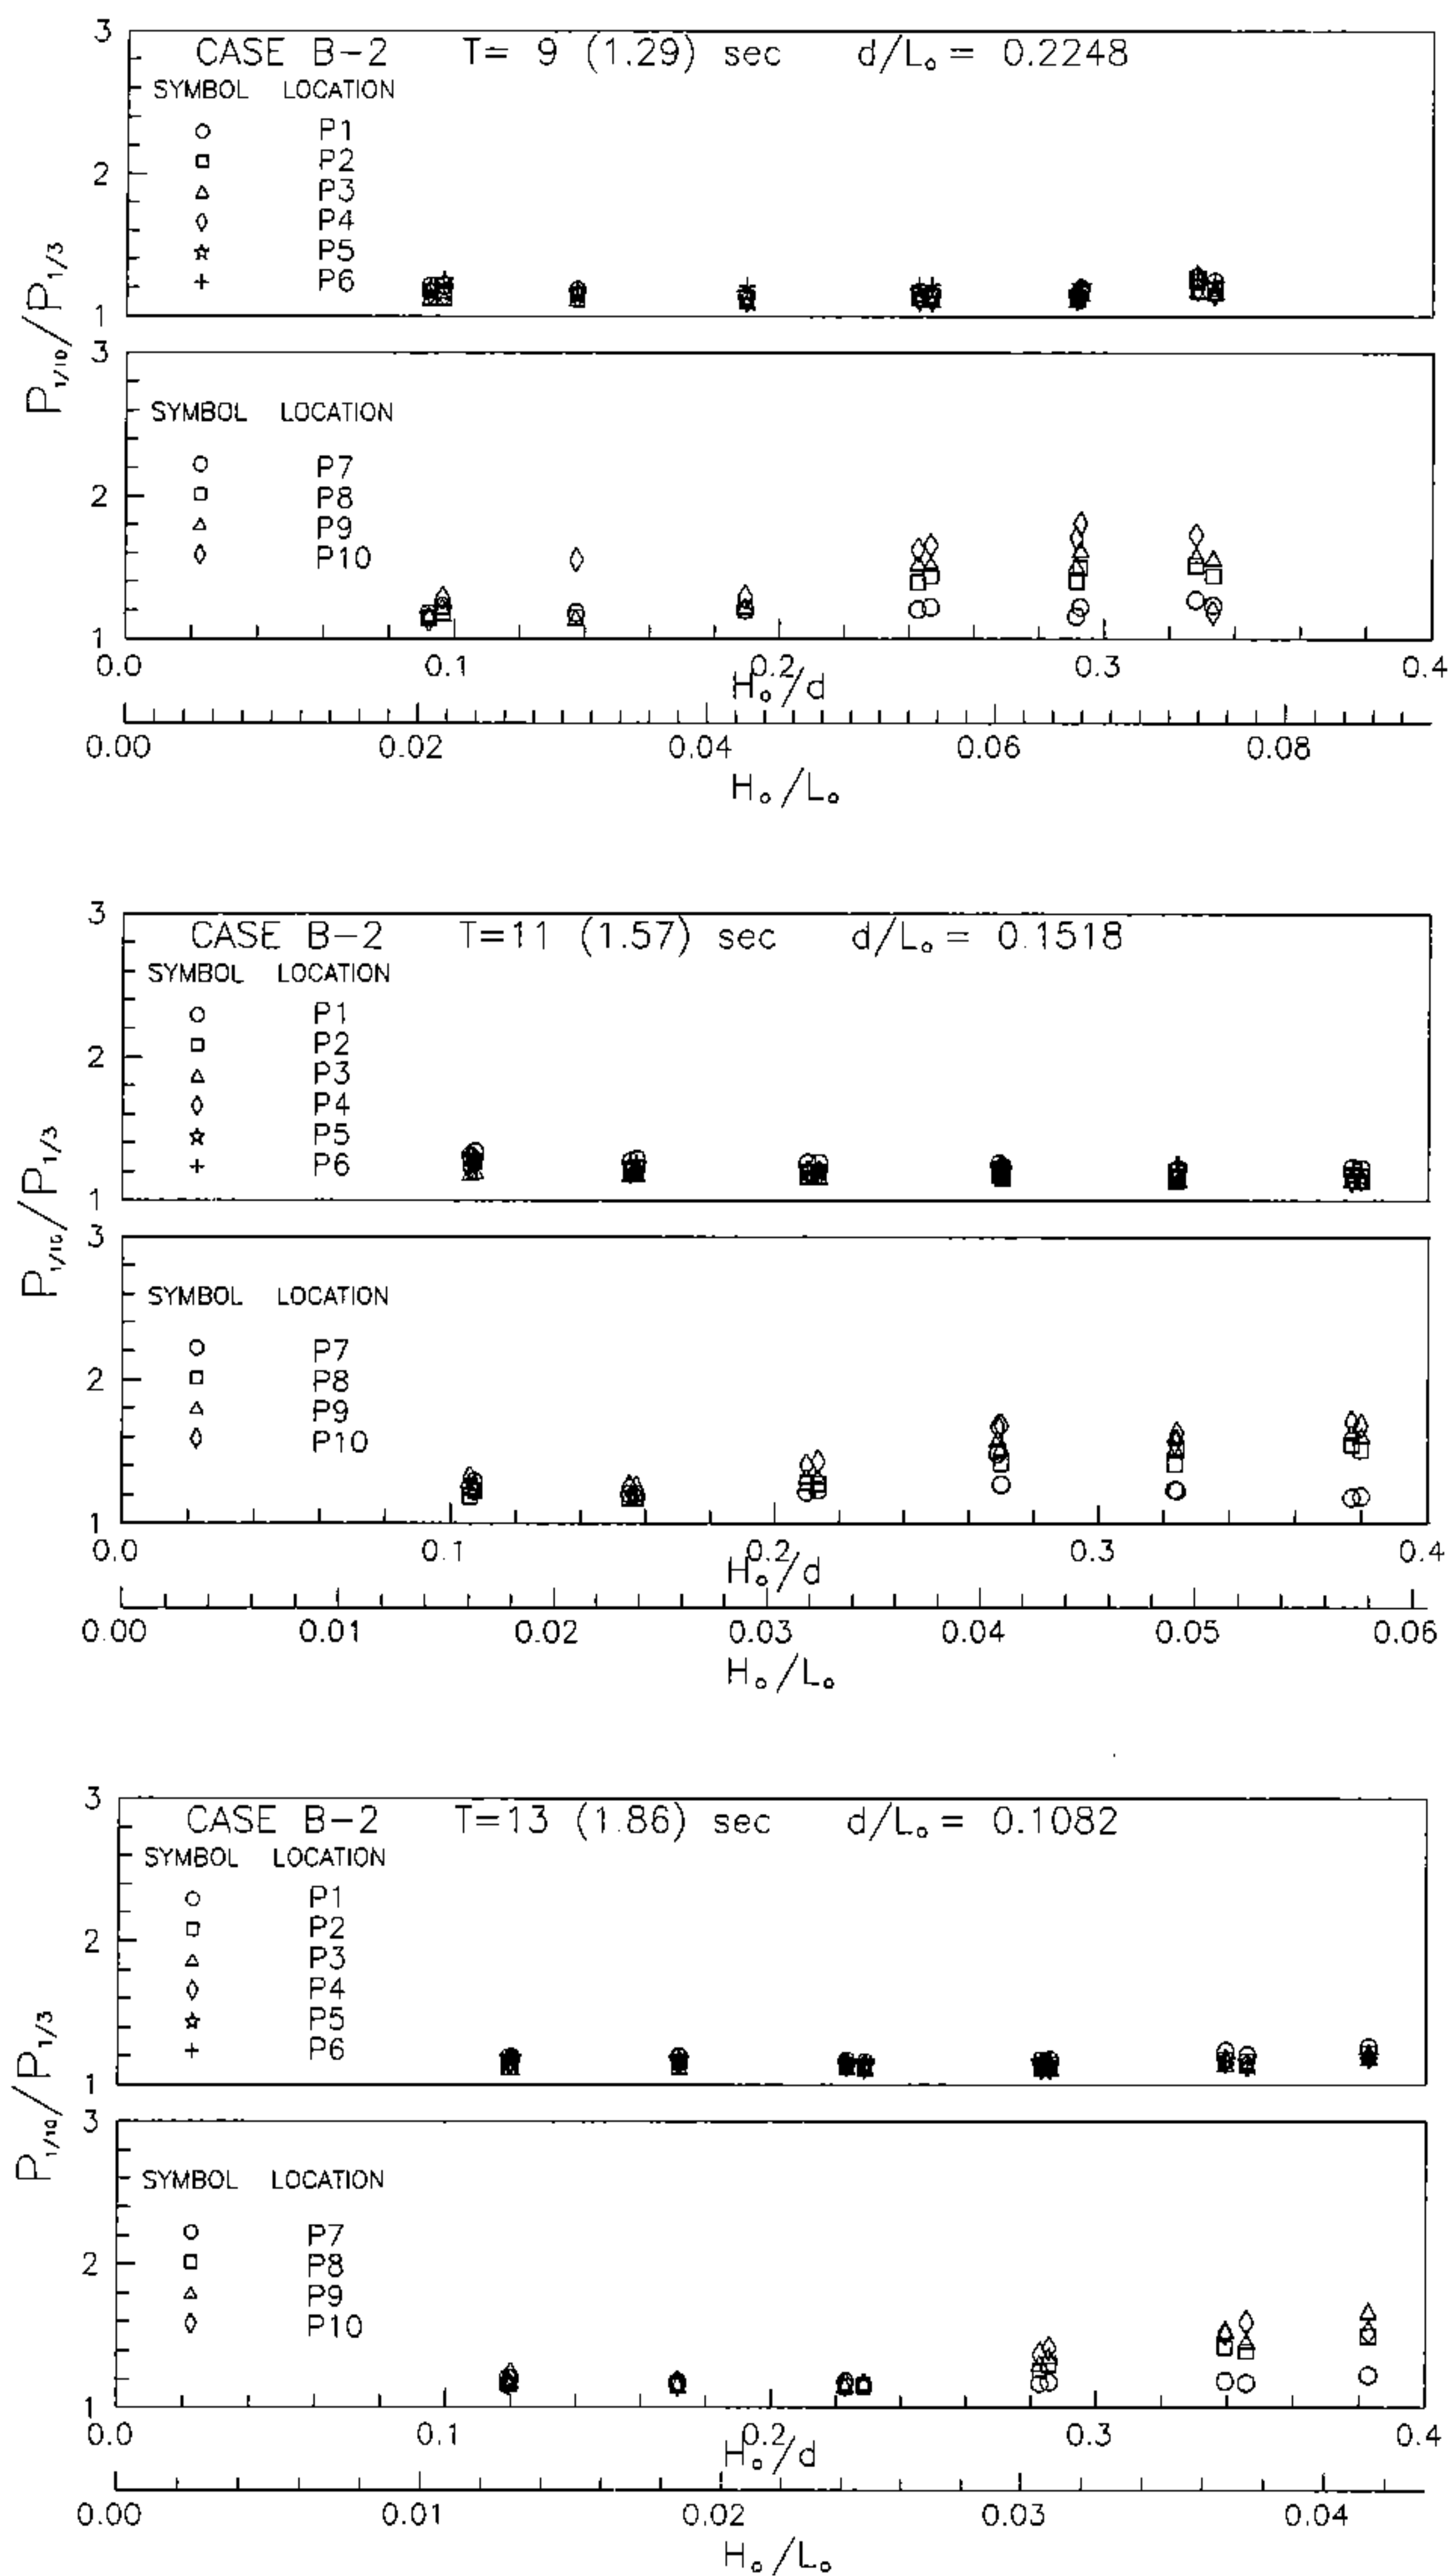 3
CASE B-2 T= 9 (1.29) sec d/L₀ = 0.2248
SYMBOL LOCATION
P1
P2
2
P3
P4
P5
P6
1
P1/10/P1/3
3
SYMBOL LOCATION
P7
2
P8
P9
P10
1
0.0 0.1 0.2 0.3 0.4
H₀/d
0.00 0.02 0.04 0.06 0.08
H₀/L₀
3
CASE B-2 T=11 (1.57) sec d/L₀ = 0.1518
SYMBOL LOCATION
P1
P2
2
P3
P4
P5
P6
1
P1/10/P1/3
3
SYMBOL LOCATION
P7
2
P8
P9
P10
1
0.0 0.1 0.2 0.3 0.4
H₀/d
0.00 0.01 0.02 0.03 0.04 0.05 0.06
H₀/L₀
3
CASE B-2 T=13 (1.86) sec d/L₀ = 0.1082
SYMBOL LOCATION
P1
P2
2
P3
P4
P5
P6
1
P1/10/P1/3
3
SYMBOL LOCATION
P7
2
P8
P9
P10
1
0.0 0.1 0.2 0.3 0.4
H₀/d
0.00 0.01 0.02 0.03 0.04
H₀/L₀